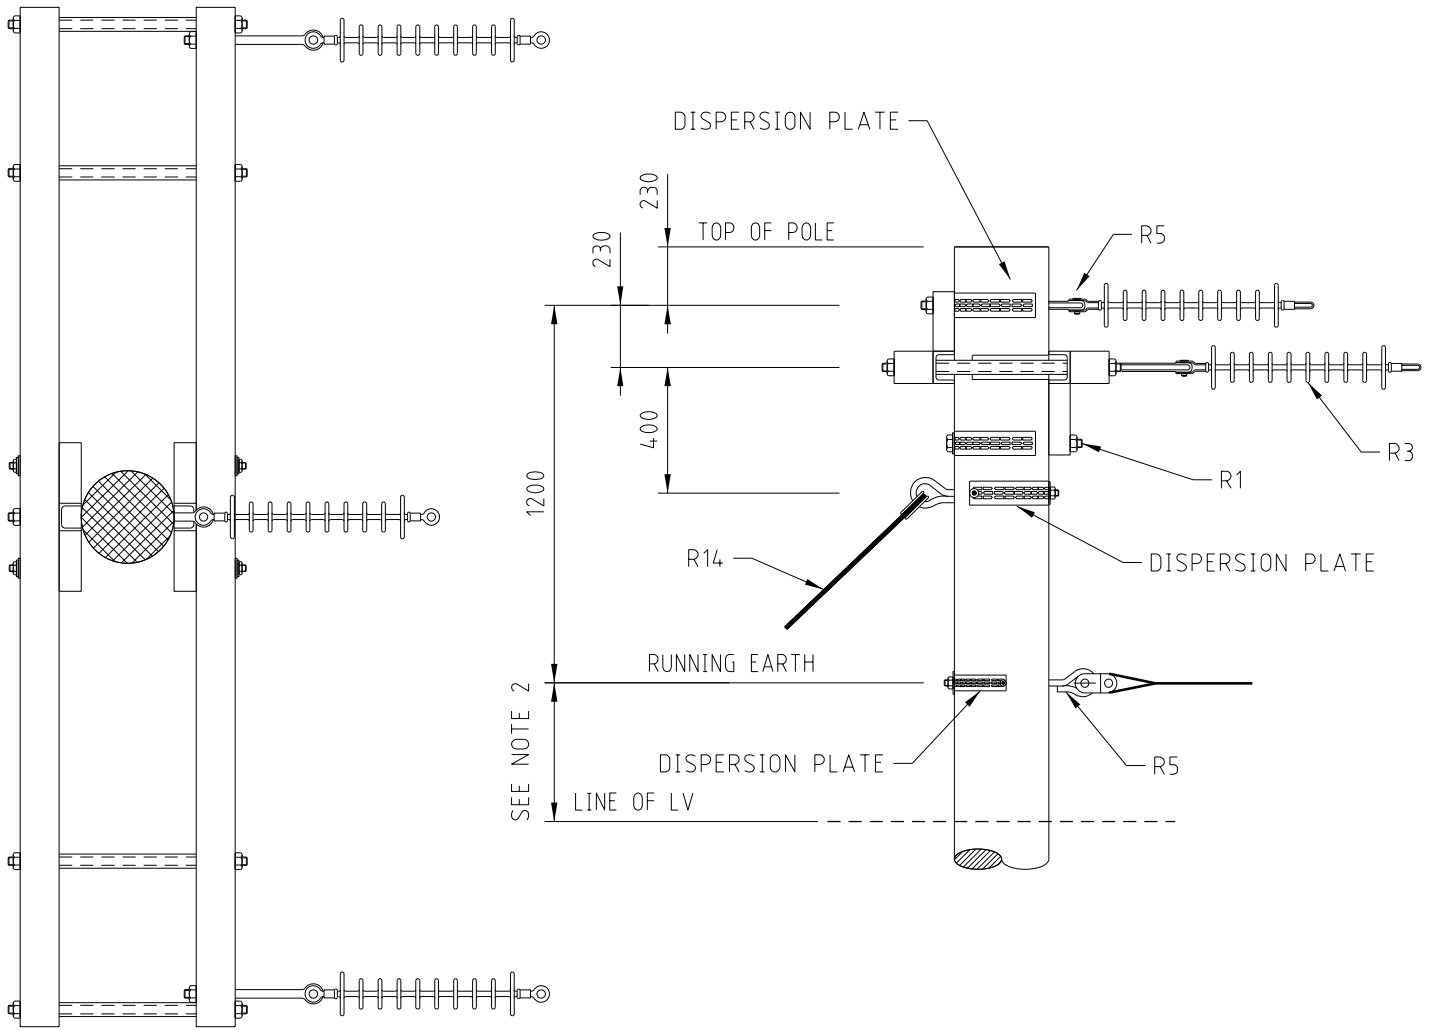 DISPERSION PLATE
230
TOP OF POLE
R5
230
R3
400
R1
1200
R14
DISPERSION PLATE
RUNNING EARTH
SEE NOTE 2
DISPERSION PLATE
R5
LINE OF LV